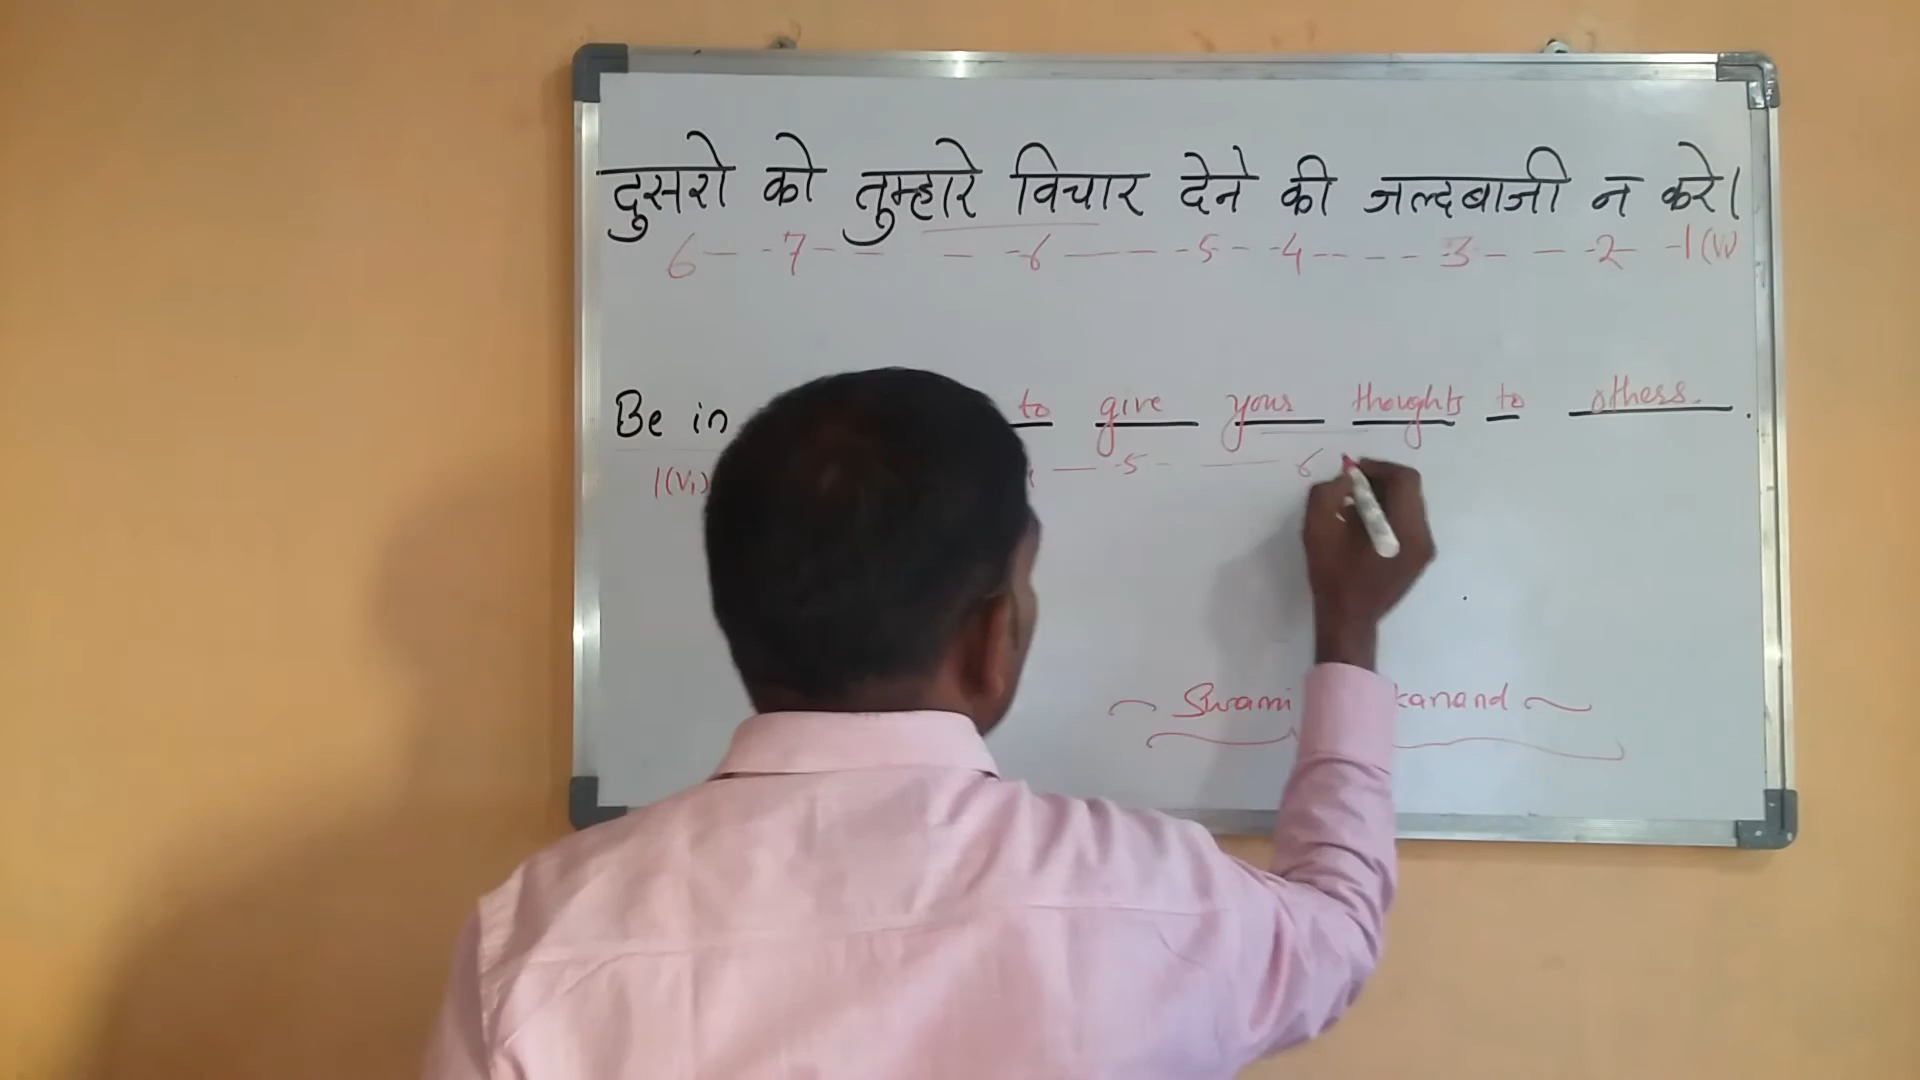 दुसरो को तुम्हारे विचार देने की जल्दबाजी न करे।
6 7 6 5 4 3 2 1(V)
Be in to give your thoughts to others.
1(V₁) 5 6
Swami kanand